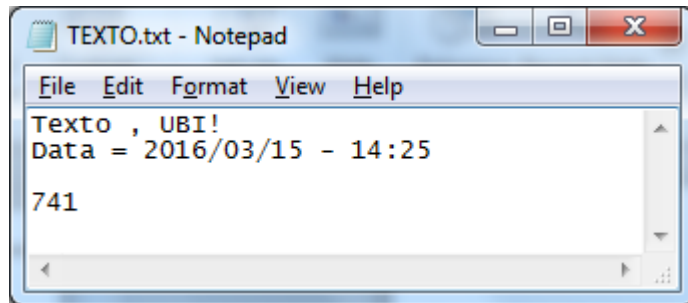 TEXTO.txt - Notepad
File Edit Format View Help
Texto , UBI!
Data = 2016/03/15 - 14:25
741